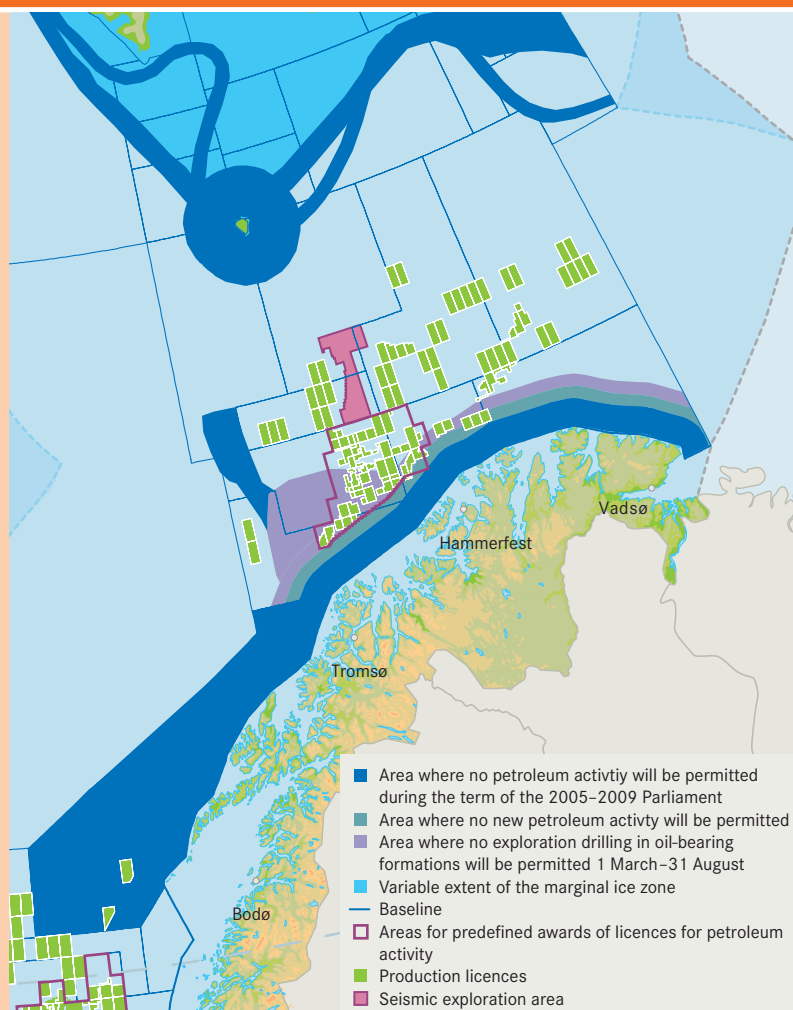 Vadsø
Hammerfest
Tromsø
Area where no petroleum activtiy will be permitted
during the term of the 2005–2009 Parliament
Area where no new petroleum activty will be permitted
Area where no exploration drilling in oil-bearing
formations will be permitted 1 March–31 August
Variable extent of the marginal ice zone
Baseline
Areas for predefined awards of licences for petroleum
activity
Production licences
Seismic exploration area
Bodø